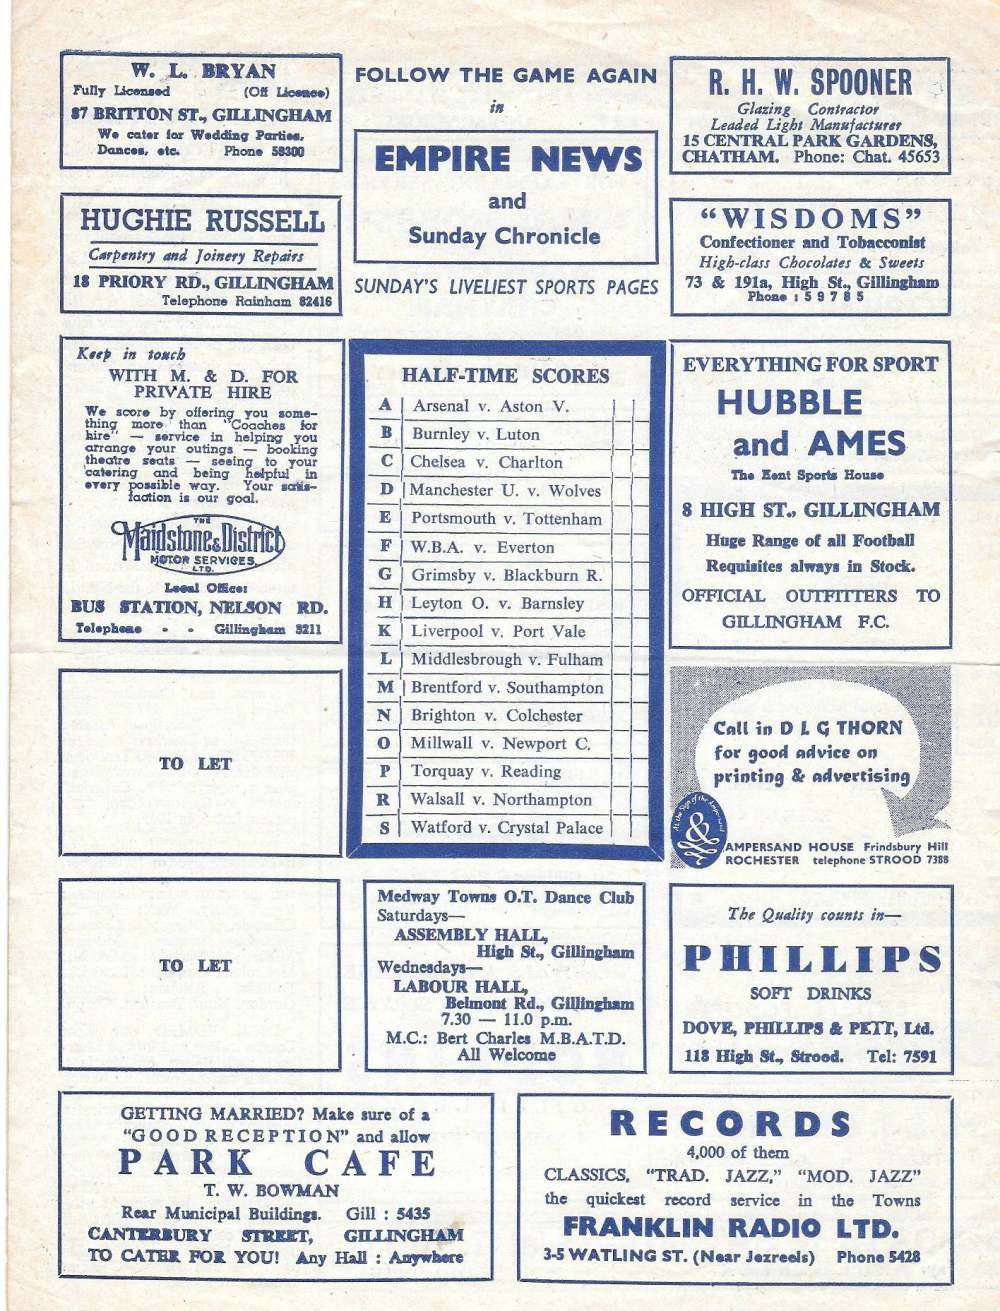 W. L. BRYAN
Fully Licensed (Off Licence)
87 BRITTON ST., GILLINGHAM
We cater for Wedding Parties,
Dances, etc. Phone 58300
HUGHIE RUSSELL
Carpentry and Joinery Repairs
18 PRIORY RD., GILLINGHAM
Telephone Rainham 82416
FOLLOW THE GAME AGAIN
in
EMPIRE NEWS
and
Sunday Chronicle
SUNDAY'S LIVELIEST SPORTS PAGES
R. H. W. SPOONER
Glazing Contractor
Leaded Light Manufacturer
15 CENTRAL PARK GARDENS,
CHATHAM. Phone: Chat. 45653
"WISDOMS"
Confectioner and Tobacconist
High-class Chocolates & Sweets
73 & 191a, High St., Gillingham
Phone : 59785
Keep in touch
WITH M. & D. FOR
PRIVATE HIRE
We score by offering you some-
thing more than "Coaches for
hire" — service in helping you
arrange your outings — booking
theatre seats — seeing to your
catering and being helpful in
every possible way. Your satis-
faction is our goal.
THE
Maidstone & District
MOTOR SERVICES
LTD.
Local Office:
BUS STATION, NELSON RD.
Telephone - - Gillingham 5211
HALF-TIME SCORES
A Arsenal v. Aston V.
B Burnley v. Luton
C Chelsea v. Charlton
D Manchester U. v. Wolves
E Portsmouth v. Tottenham
F W.B.A. v. Everton
G Grimsby v. Blackburn R.
H Leyton O. v. Barnsley
K Liverpool v. Port Vale
L Middlesbrough v. Fulham
M Brentford v. Southampton
N Brighton v. Colchester
O Millwall v. Newport C.
P Torquay v. Reading
R Walsall v. Northampton
S Watford v. Crystal Palace
EVERYTHING FOR SPORT
HUBBLE
and AMES
The Kent Sports House
8 HIGH ST., GILLINGHAM
Huge Range of all Football
Requisites always in Stock.
OFFICIAL OUTFITTERS TO
GILLINGHAM F.C.
TO LET
Call in D L G THORN
for good advice on
printing & advertising
At the Sign of the Ampersand
&
AMPERSAND HOUSE Frindsbury Hill
ROCHESTER telephone STROOD 7388
TO LET
Medway Towns O.T. Dance Club
Saturdays—
ASSEMBLY HALL,
High St., Gillingham
Wednesdays—
LABOUR HALL,
Belmont Rd., Gillingham
7.30 — 11.0 p.m.
M.C.: Bert Charles M.B.A.T.D.
All Welcome
The Quality counts in—
PHILLIPS
SOFT DRINKS
DOVE, PHILLIPS & PETT, Ltd.
118 High St., Strood. Tel: 7591
GETTING MARRIED? Make sure of a
"GOOD RECEPTION" and allow
PARK CAFE
T. W. BOWMAN
Rear Municipal Buildings. Gill : 5435
CANTERBURY STREET, GILLINGHAM
TO CATER FOR YOU! Any Hall : Anywhere
RECORDS
4,000 of them
CLASSICS, "TRAD. JAZZ," "MOD. JAZZ"
the quickest record service in the Towns
FRANKLIN RADIO LTD.
3-5 WATLING ST. (Near Jezreels) Phone 5428